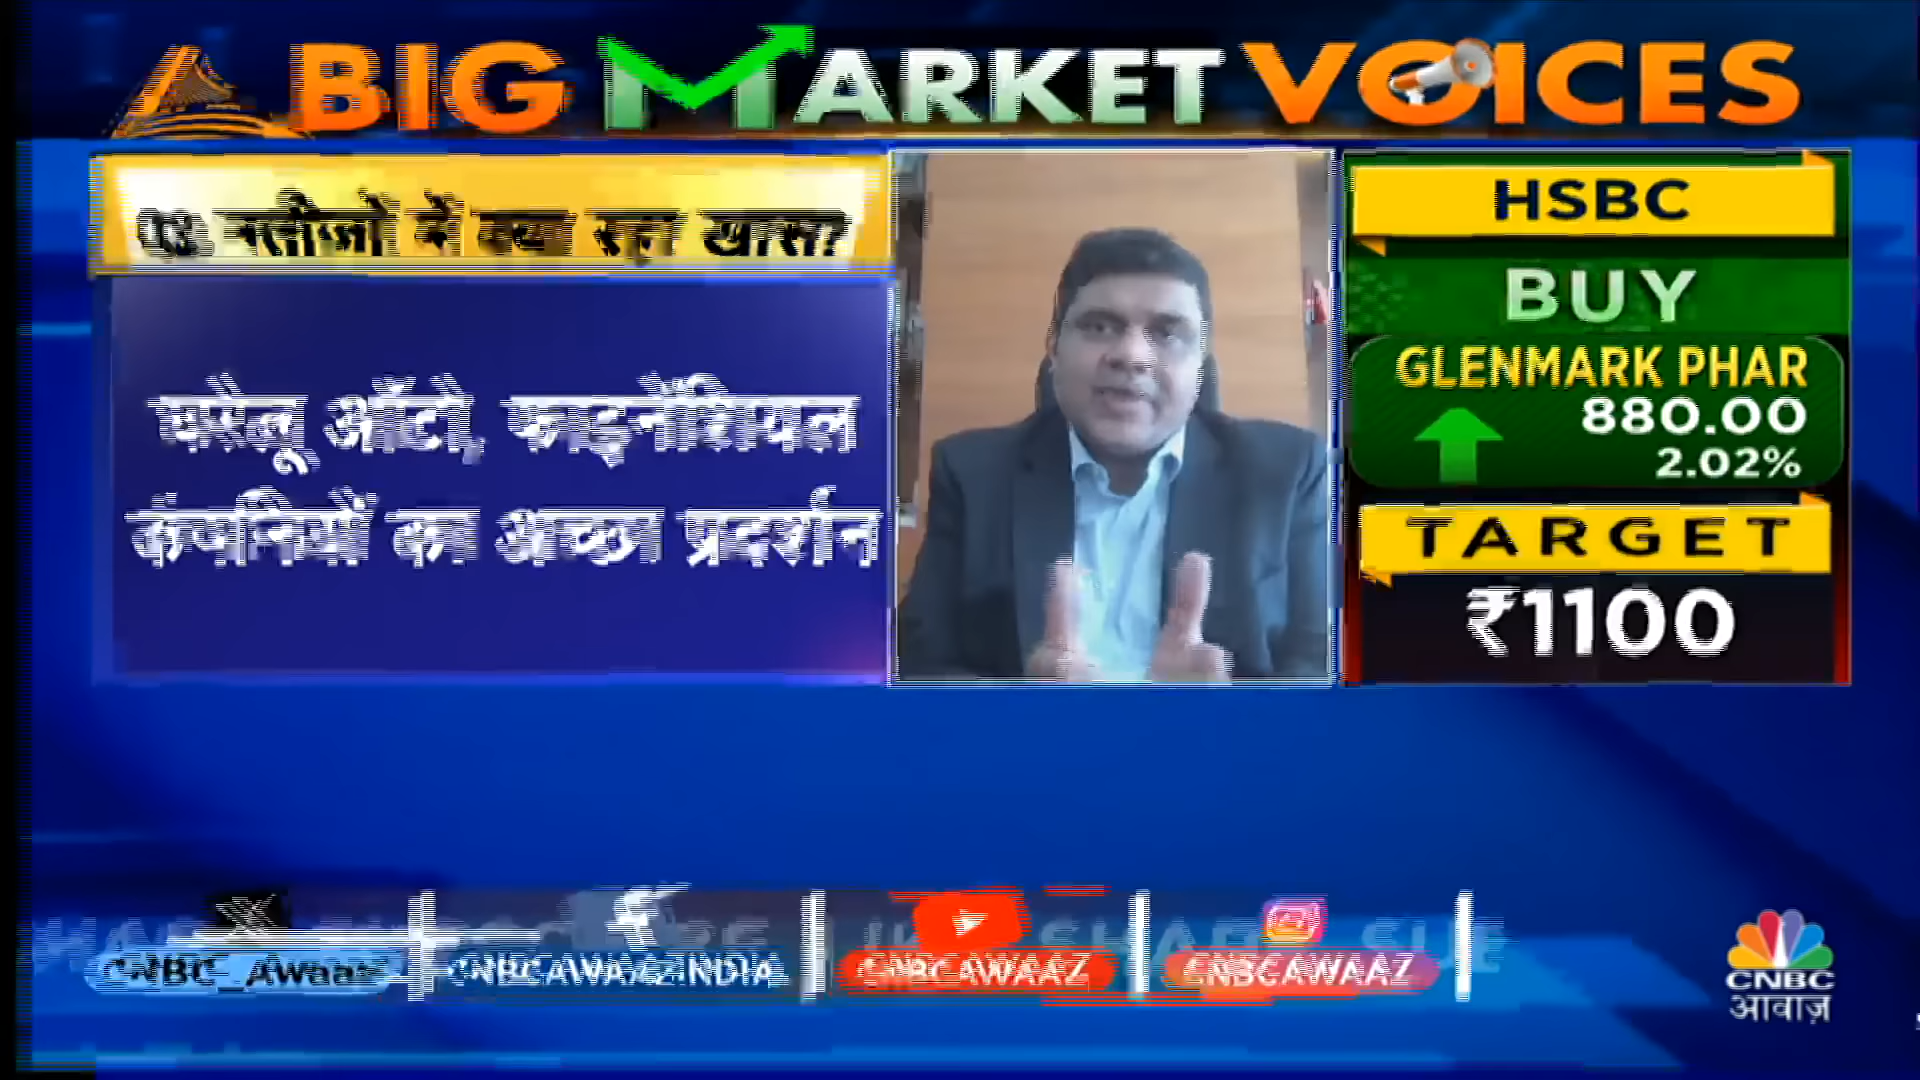 BIG MARKET VOICES
Q3 नतीजों में क्या रहा खास?
घरेलू ऑटो, फाइनेंशियल
कंपनियों का अच्छा प्रदर्शन
HSBC
BUY
GLENMARK PHAR
880.00
2.02%
TARGET
₹1100
CNBC_Awaaz
CNBCAWAAZINDIA
CNBCAWAAZ
CNBCAWAAZ
CNBC
आवाज़